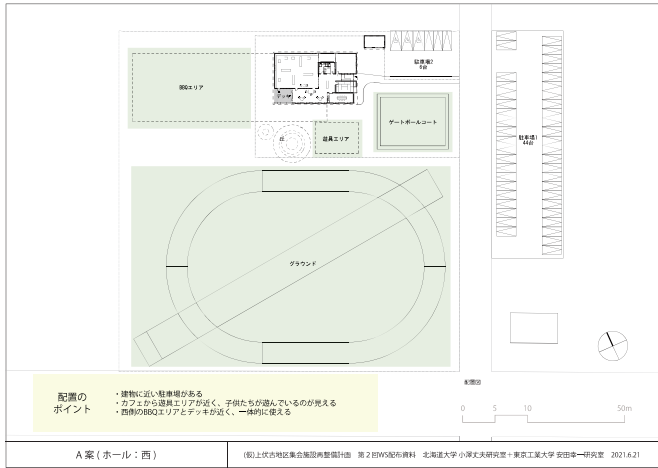 駐車場2
8台
BBQエリア
デッキ
ゲートボールコート
丘
遊具エリア
駐車場1
44台
グラウンド
配置図
配置の
ポイント
・建物に近い駐車場がある
・カフェから遊具エリアが近く、子供たちが遊んでいるのが見える
・西側のBBQエリアとデッキが近く、一体的に使える
0 5 10 50m
A 案 ( ホール：西 )
(仮)上伏古地区集会施設再整備計画 第２回WS配布資料 北海道大学 小澤丈夫研究室＋東京工業大学 安田幸一研究室 2021.6.21